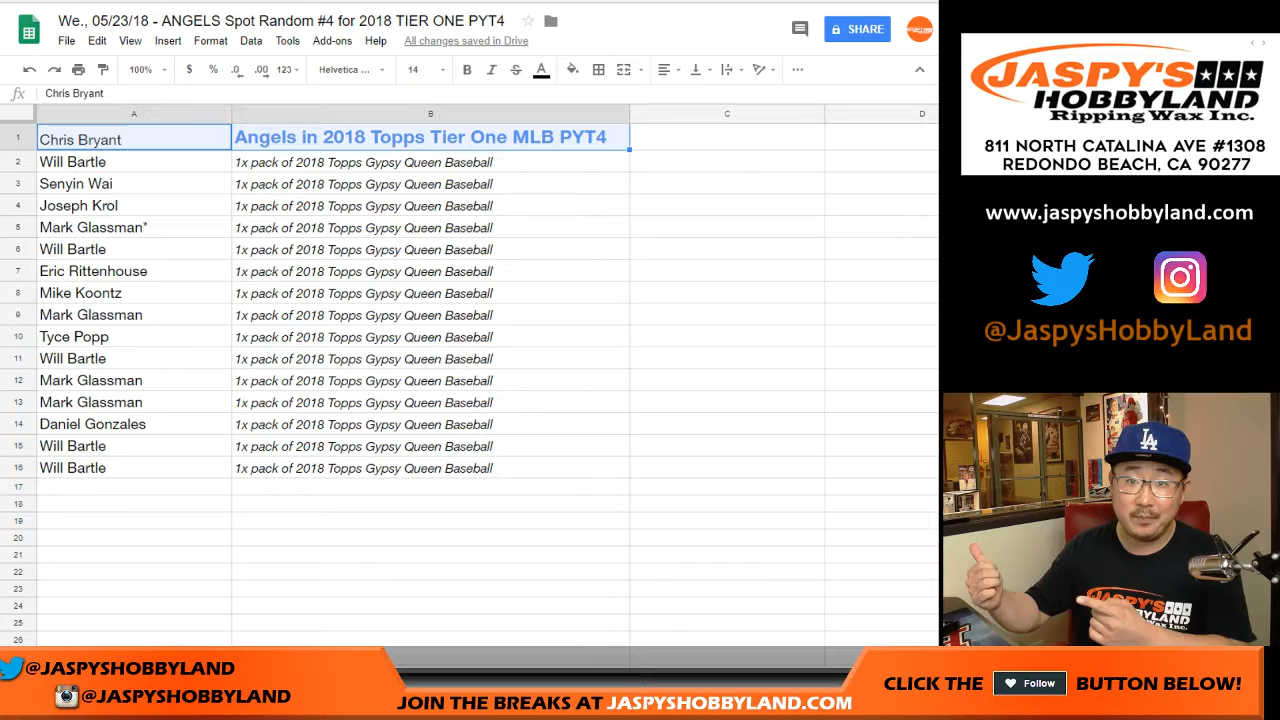 We., 05/23/18 - ANGELS Spot Random #4 for 2018 TIER ONE PYT4
File Edit View Insert Format Data Tools Add-ons Help All changes saved in Drive
SHARE
100% $ % .0 .00 123 Helvetica ... 14 B I S A
fx Chris Bryant
A B C D
1 Chris Bryant Angels in 2018 Topps Tier One MLB PYT4
2 Will Bartle 1x pack of 2018 Topps Gypsy Queen Baseball
3 Senyin Wai 1x pack of 2018 Topps Gypsy Queen Baseball
4 Joseph Krol 1x pack of 2018 Topps Gypsy Queen Baseball
5 Mark Glassman* 1x pack of 2018 Topps Gypsy Queen Baseball
6 Will Bartle 1x pack of 2018 Topps Gypsy Queen Baseball
7 Eric Rittenhouse 1x pack of 2018 Topps Gypsy Queen Baseball
8 Mike Koontz 1x pack of 2018 Topps Gypsy Queen Baseball
9 Mark Glassman 1x pack of 2018 Topps Gypsy Queen Baseball
10 Tyce Popp 1x pack of 2018 Topps Gypsy Queen Baseball
11 Will Bartle 1x pack of 2018 Topps Gypsy Queen Baseball
12 Mark Glassman 1x pack of 2018 Topps Gypsy Queen Baseball
13 Mark Glassman 1x pack of 2018 Topps Gypsy Queen Baseball
14 Daniel Gonzales 1x pack of 2018 Topps Gypsy Queen Baseball
15 Will Bartle 1x pack of 2018 Topps Gypsy Queen Baseball
16 Will Bartle 1x pack of 2018 Topps Gypsy Queen Baseball
17
18
19
20
21
22
23
24
25
26
JASPY'S
HOBBYLAND
Ripping Wax Inc.
811 NORTH CATALINA AVE #1308
REDONDO BEACH, CA 90277
www.jaspyshobbyland.com
@JaspysHobbyLand
LA
JASPY'S
HOBBYLAND
Ripping Wax Inc.
@JASPYSHOBBYLAND
@JASPYSHOBBYLAND
JOIN THE BREAKS AT JASPYSHOBBYLAND.COM
CLICK THE Follow BUTTON BELOW!